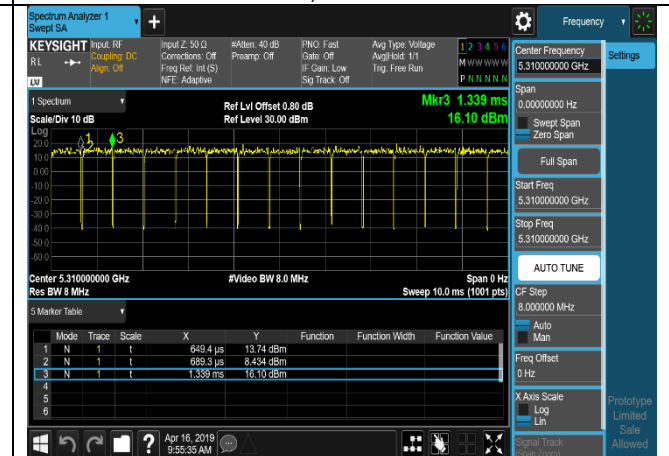 Spectrum Analyzer 1
Swept SA
Frequency
KEYSIGHT
RL
Input: RF
Coupling: DC
Align: Off
Input Z: 50 Ω
Corrections: Off
Freq Ref: Int (S)
NFE: Adaptive
#Atten: 40 dB
Preamp: Off
PNO: Fast
Gate: Off
IF Gain: Low
Sig Track: Off
Avg Type: Voltage
Avg|Hold: 1/1
Trig: Free Run
1 2 3 4 5 6
M W W W W W
P N N N N N
LXI
1 Spectrum
Scale/Div 10 dB
Ref Lvl Offset 0.80 dB
Ref Level 30.00 dBm
Mkr3 1.339 ms
16.10 dBm
Log
20.0
10.0
0.00
-10.0
-20.0
-30.0
-40.0
-50.0
-60.0
3
Center 5.310000000 GHz
Res BW 8 MHz
#Video BW 8.0 MHz
Span 0 Hz
Sweep 10.0 ms (1001 pts)
5 Marker Table
Mode Trace Scale X Y Function Function Width Function Value
1 N 1 t 649.4 µs 13.74 dBm
2 N 1 t 689.3 µs 8.434 dBm
3 N 1 t 1.339 ms 16.10 dBm
4
5
6
Apr 16, 2019
9:55:35 AM
Center Frequency
5.310000000 GHz
Span
0.00000000 Hz
Swept Span
Zero Span
Full Span
Start Freq
5.310000000 GHz
Stop Freq
5.310000000 GHz
AUTO TUNE
CF Step
8.000000 MHz
Auto
Man
Freq Offset
0 Hz
X Axis Scale
Log
Lin
Signal Track
(Span Zoom)
Settings
Prototype
Limited
Sale
Allowed